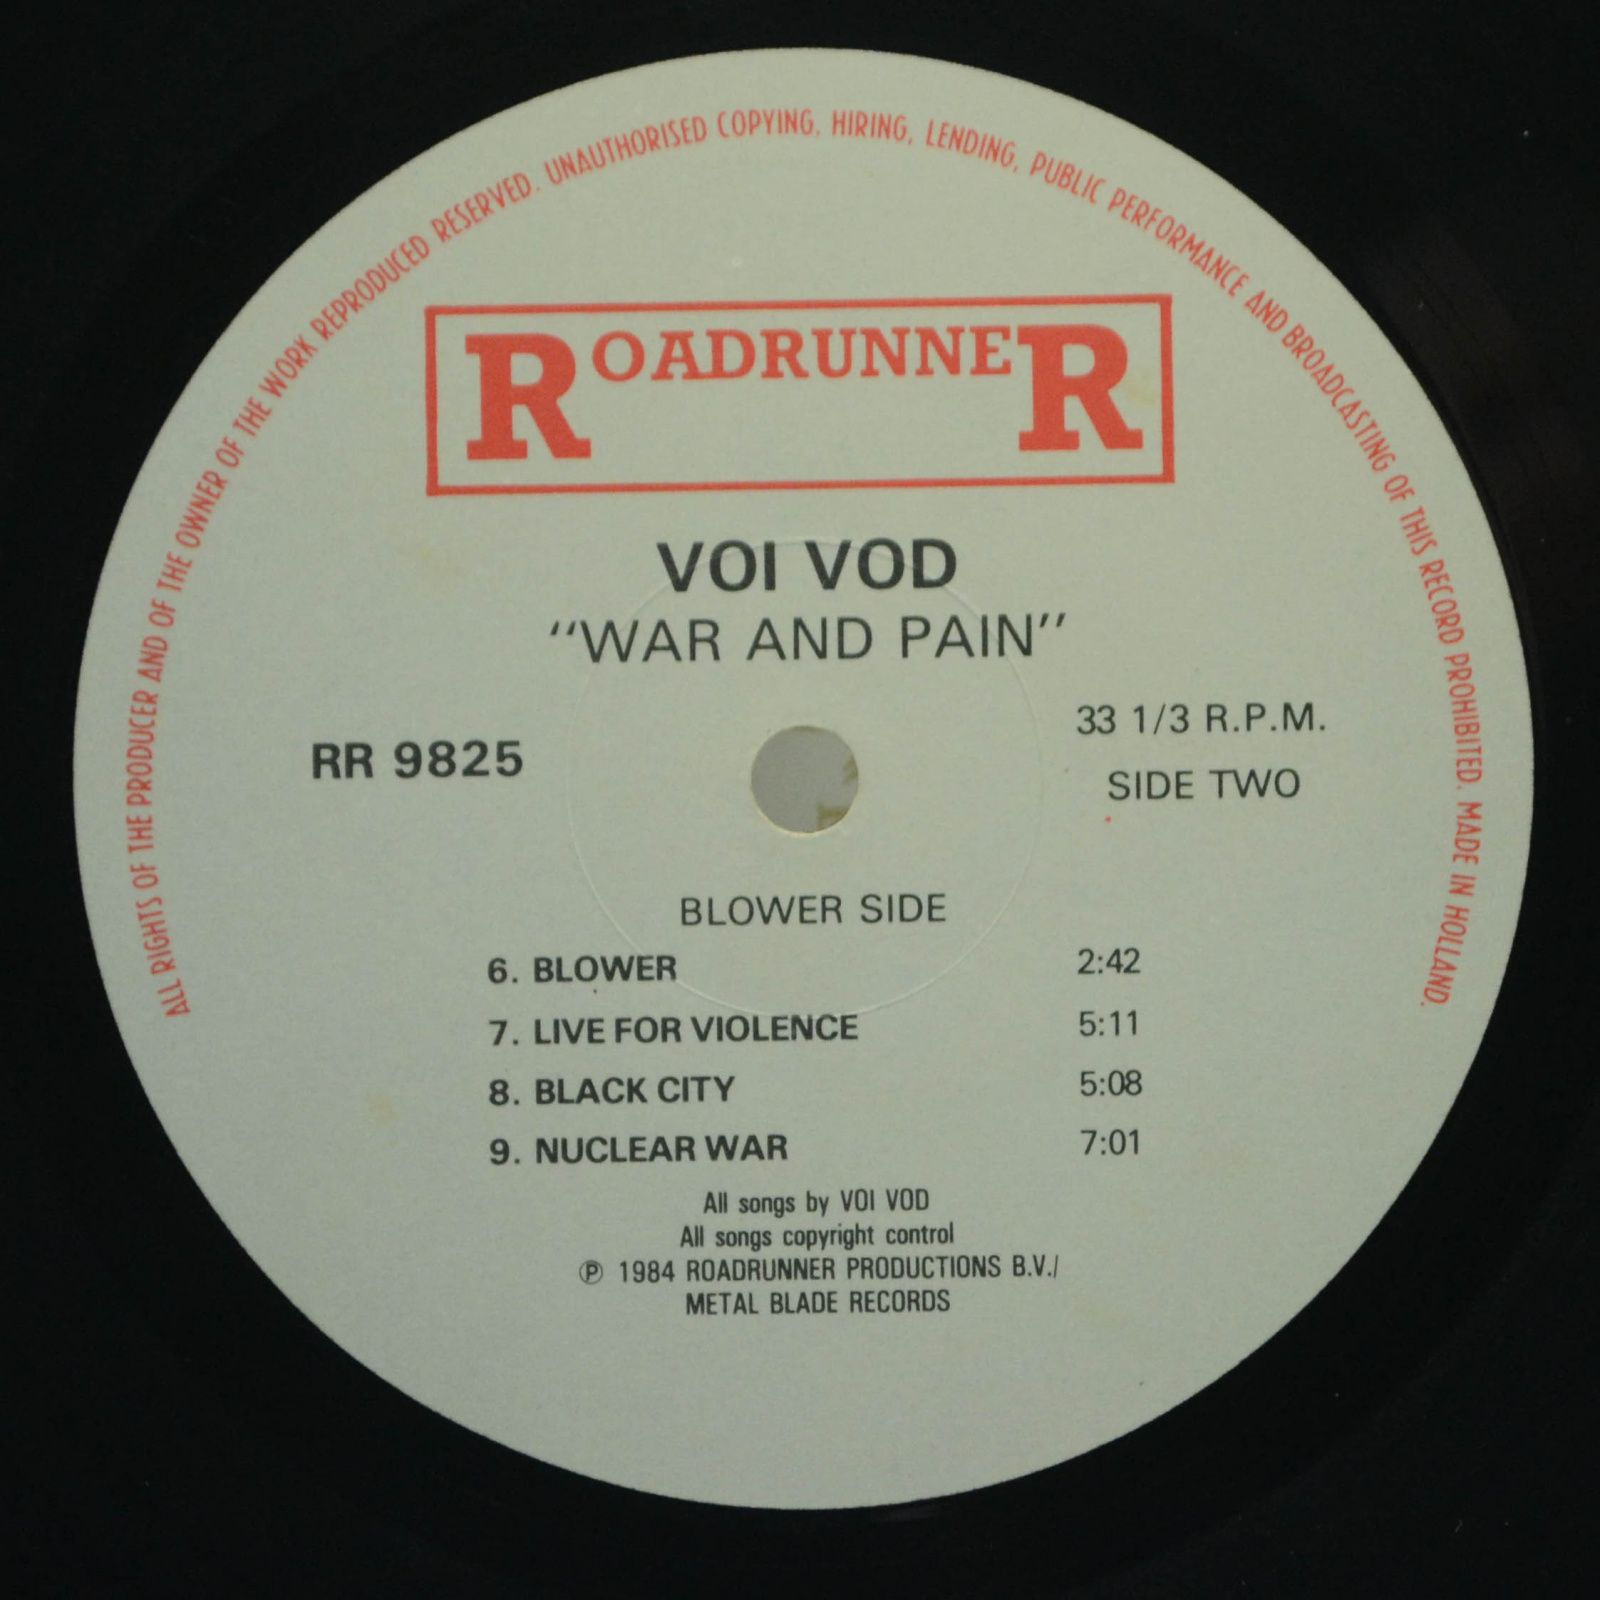 ALL RIGHTS OF THE PRODUCER AND OF THE OWNER OF THE WORK REPRODUCED RESERVED. UNAUTHORISED COPYING, HIRING, LENDING, PUBLIC PERFORMANCE AND BROADCASTING OF THIS RECORD PROHIBITED. MADE IN HOLLAND.
ROADRUNNER
VOI VOD
"WAR AND PAIN"
RR 9825
33 1/3 R.P.M.
SIDE TWO
BLOWER SIDE
6. BLOWER 2:42
7. LIVE FOR VIOLENCE 5:11
8. BLACK CITY 5:08
9. NUCLEAR WAR 7:01
All songs by VOI VOD
All songs copyright control
℗ 1984 ROADRUNNER PRODUCTIONS B.V./
METAL BLADE RECORDS